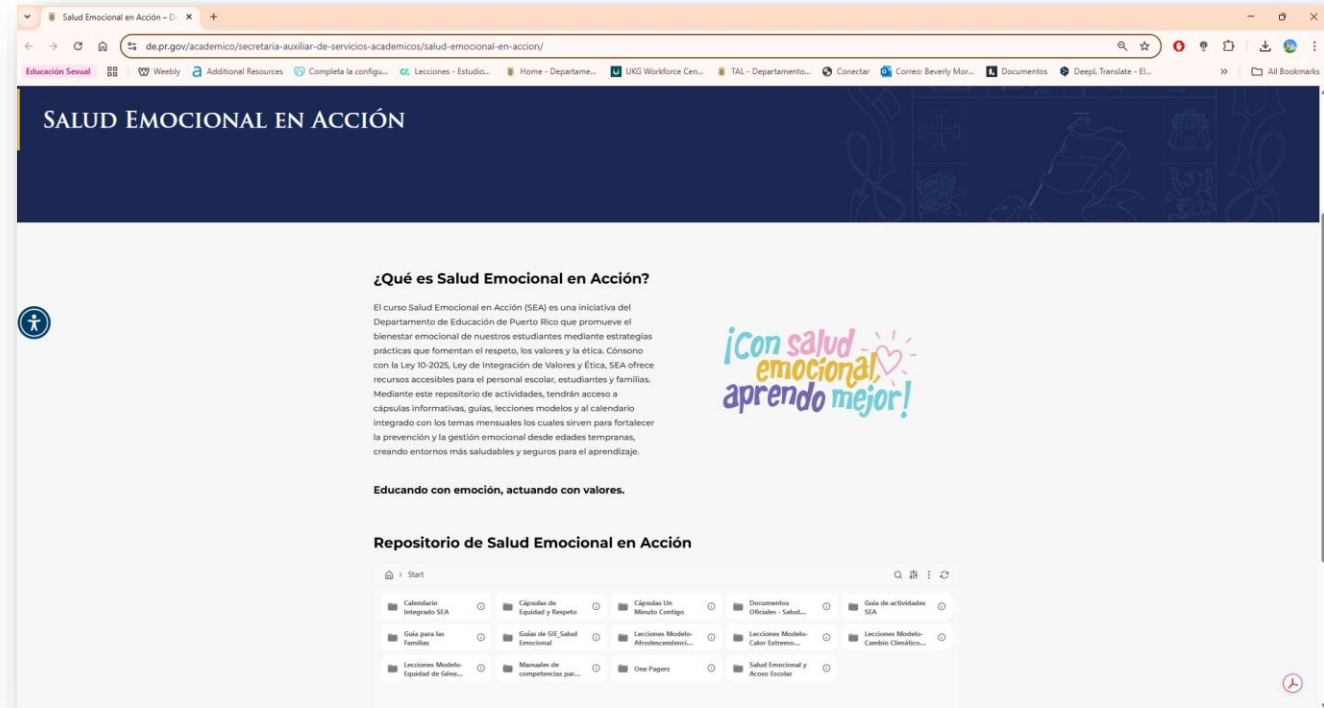 Salud Emocional en Acción – D
de.pr.gov/academico/secretaria-auxiliar-de-servicios-academicos/salud-emocional-en-accion/
Educación Sexual
Weebly
Additional Resources
Completa la configu...
Lecciones - Estudio...
Home - Departame...
UKG Workforce Cen...
TAL - Departamento...
Conectar
Correo: Beverly Mor...
Documentos
DeepL Translate - El...
All Bookmarks
SALUD EMOCIONAL EN ACCIÓN
¿Qué es Salud Emocional en Acción?
El curso Salud Emocional en Acción (SEA) es una iniciativa del
Departamento de Educación de Puerto Rico que promueve el
bienestar emocional de nuestros estudiantes mediante estrategias
prácticas que fomentan el respeto, los valores y la ética. Cónsono
con la Ley 10-2025, Ley de Integración de Valores y Ética, SEA ofrece
recursos accesibles para el personal escolar, estudiantes y familias.
Mediante este repositorio de actividades, tendrán acceso a
cápsulas informativas, guías, lecciones modelos y al calendario
integrado con los temas mensuales los cuales sirven para fortalecer
la prevención y la gestión emocional desde edades tempranas,
creando entornos más saludables y seguros para el aprendizaje.
¡Con salud
emocional,
aprendo mejor!
Educando con emoción, actuando con valores.
Repositorio de Salud Emocional en Acción
Start
Calendario
Integrado SEA
Cápsulas de
Equidad y Respeto
Cápsulas Un
Minuto Contigo
Documentos
Oficiales - Salud...
Guía de actividades
SEA
Guía para las
Familias
Guías de SIE_Salud
Emocional
Lecciones Modelo-
Afrodescendenci...
Lecciones Modelo-
Calor Extremo...
Lecciones Modelo-
Cambio Climático...
Lecciones Modelo-
Equidad de Géne...
Manuales de
competencias par...
One Pagers
Salud Emocional y
Acoso Escolar